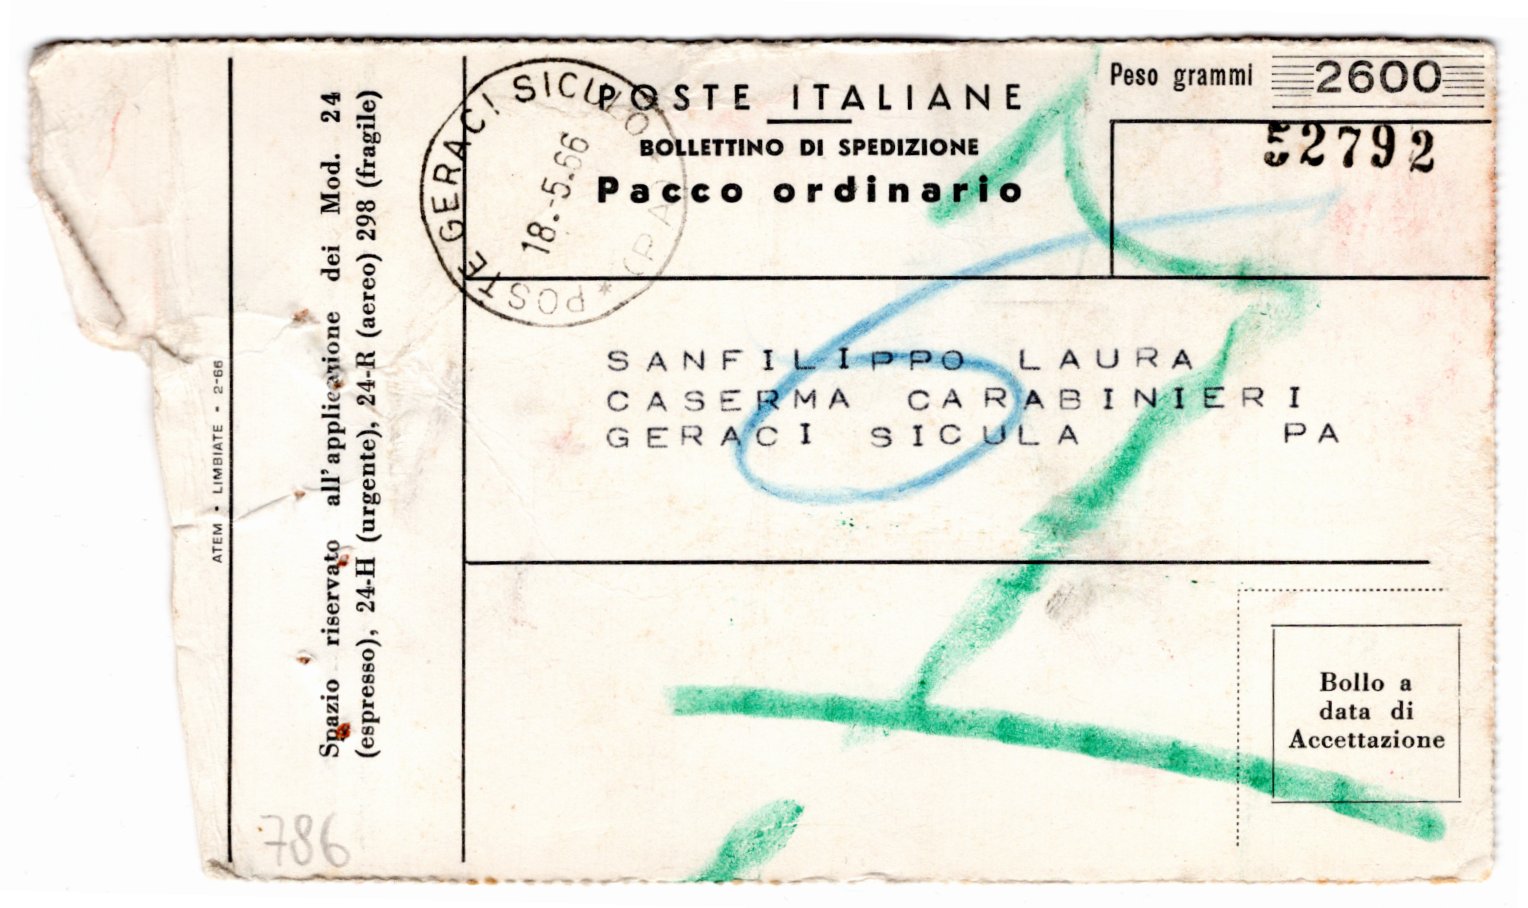 POSTE ITALIANE
BOLLETTINO DI SPEDIZIONE
Pacco ordinario
Peso grammi 2600
52792
POSTE GERACI SICULO * (PA)
18.-5.66
SANFILIPPO LAURA
CASERMA CARABINIERI
GERACI SICULA PA
Bollo a
data di
Accettazione
Spazio riservato all'applicazione dei Mod. 24
(espresso), 24-H (urgente), 24-R (aereo) 298 (fragile)
ATEM • LIMBIATE • 2-66
786